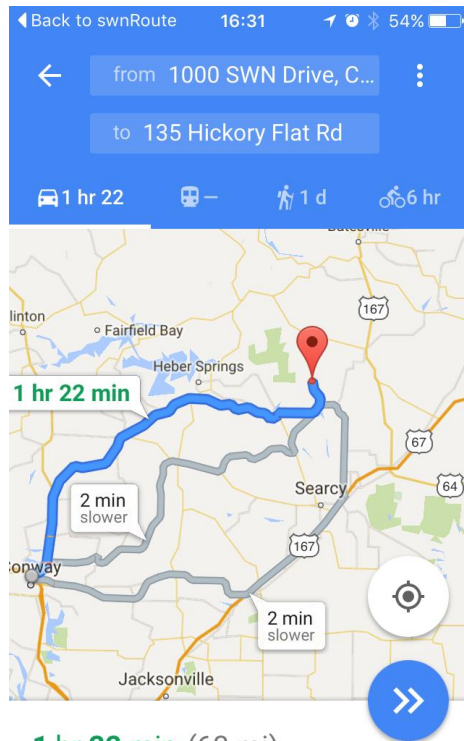 Back to swnRoute 16:31 54%
from 1000 SWN Drive, C...
to 135 Hickory Flat Rd
1 hr 22 — 1 d 6 hr
Batesville
167
linton
Fairfield Bay
Heber Springs
1 hr 22 min
67
Searcy
64
2 min
slower
167
onway
2 min
slower
Jacksonville